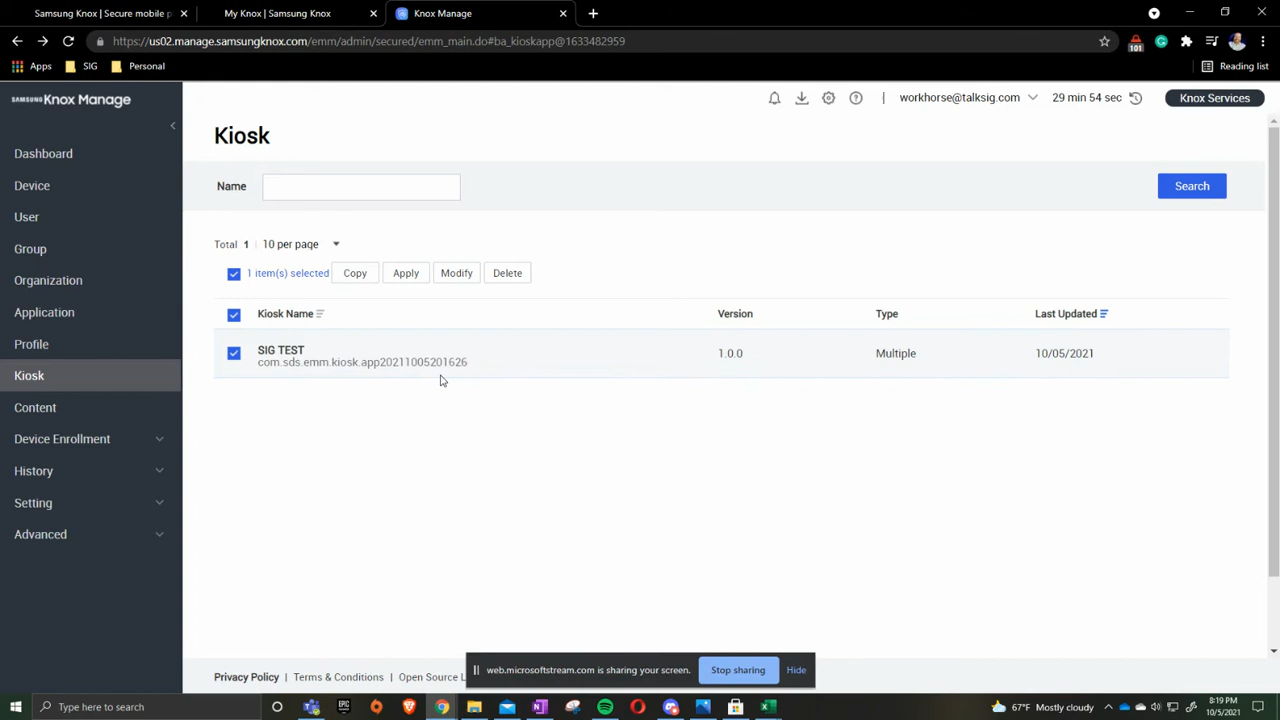 Samsung Knox | Secure mobile p
My Knox | Samsung Knox
Knox Manage
https://us02.manage.samsungknox.com/emm/admin/secured/emm_main.do#ba_kioskapp@1633482959
101
Apps
SIG
Personal
Reading list
SAMSUNG Knox Manage
workhorse@talksig.com
29 min 54 sec
Knox Services
Dashboard
Device
User
Group
Organization
Application
Profile
Kiosk
Content
Device Enrollment
History
Setting
Advanced
Kiosk
Name
Search
Total 1 | 10 per page
1 item(s) selected Copy Apply Modify Delete
Kiosk Name Version Type Last Updated
SIG TEST
com.sds.emm.kiosk.app20211005201626
1.0.0 Multiple 10/05/2021
web.microsoftstream.com is sharing your screen. Stop sharing Hide
Privacy Policy | Terms & Conditions | Open Source L
Type here to search
EPIC
67°F Mostly cloudy
8:19 PM
10/5/2021